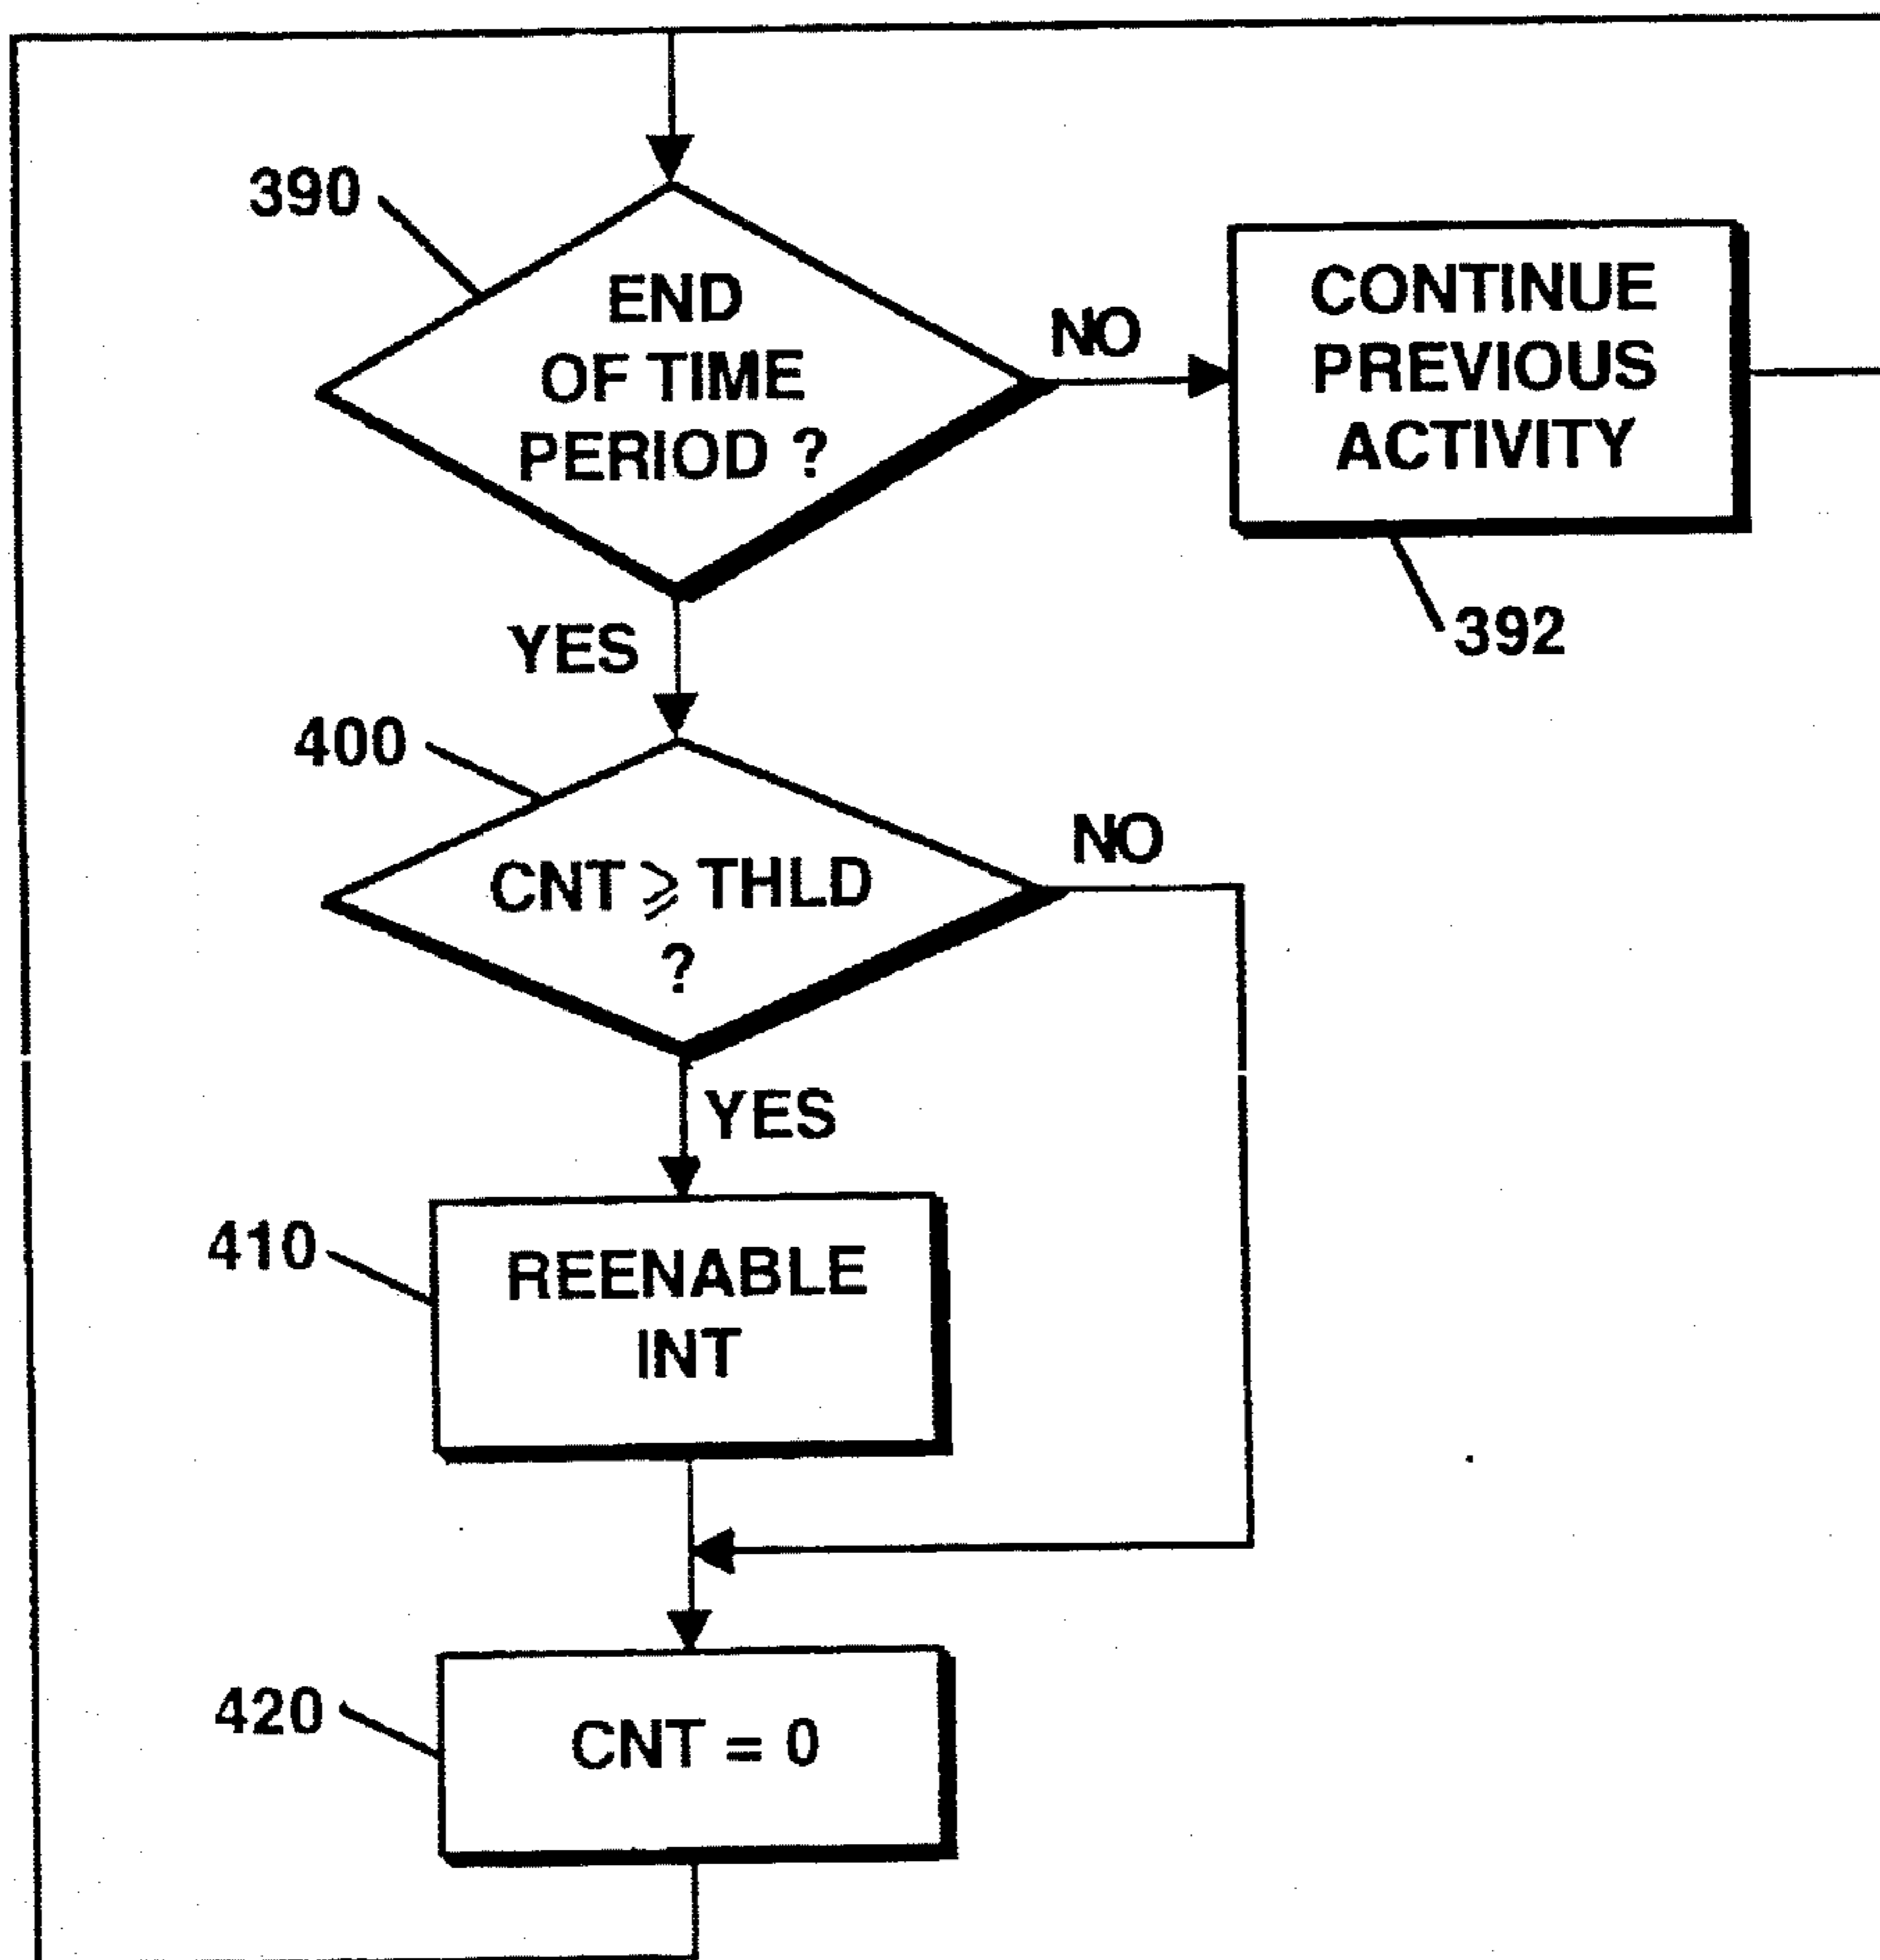 390
END
OF TIME
PERIOD ?
NO
CONTINUE
PREVIOUS
ACTIVITY
392
YES
400
CNT ⩾ THLD
?
NO
YES
410
REENABLE
INT
420
CNT = 0